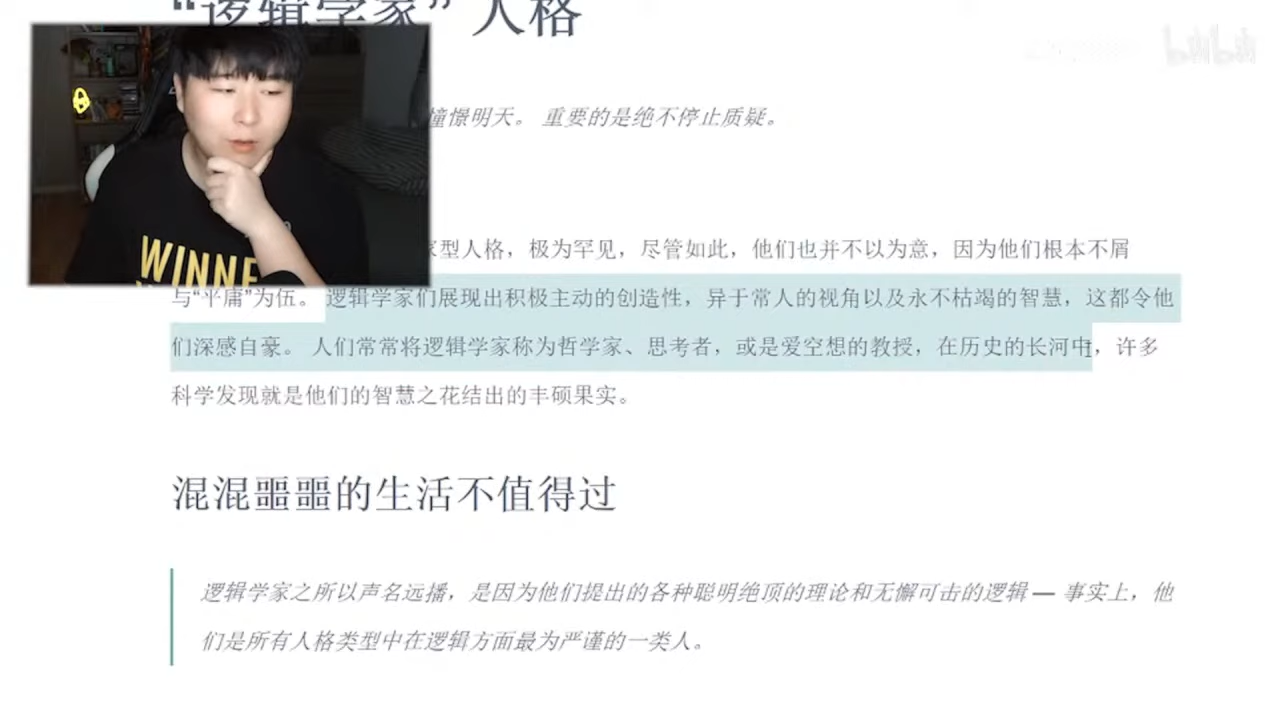 “逻辑学家”人格
bilibili
憧憬明天。 重要的是绝不停止质疑。
WINNE
型人格，极为罕见，尽管如此，他们也并不以为意，因为他们根本不屑
与“平庸”为伍。 逻辑学家们展现出积极主动的创造性，异于常人的视角以及永不枯竭的智慧，这都令他
们深感自豪。 人们常常将逻辑学家称为哲学家、思考者，或是爱空想的教授，在历史的长河中，许多
科学发现就是他们的智慧之花结出的丰硕果实。
混混噩噩的生活不值得过
逻辑学家之所以声名远播，是因为他们提出的各种聪明绝顶的理论和无懈可击的逻辑 — 事实上，他
们是所有人格类型中在逻辑方面最为严谨的一类人。